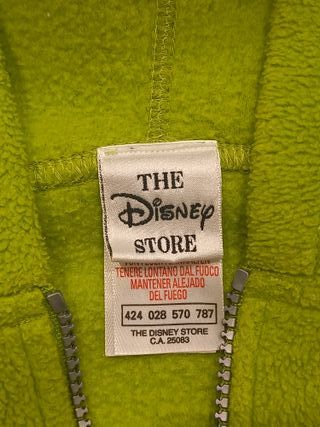 THE
Disney
STORE
TENERE LONTANO DAL FUOCO
MANTENER ALEJADO
DEL FUEGO
424 028 570 787
THE DISNEY STORE
C.A. 25083